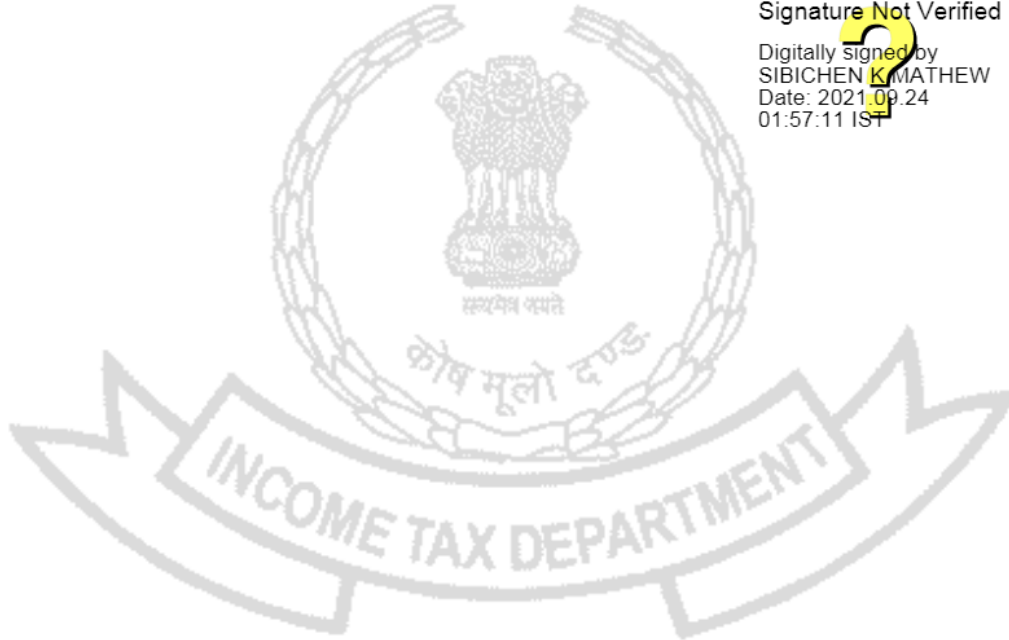 Signature Not Verified
Digitally signed by
SIBICHEN K MATHEW
Date: 2021.09.24
01:57:11 IST
?
सत्यमेव जयते
कोष मूलो दण्ड:
INCOME TAX DEPARTMENT